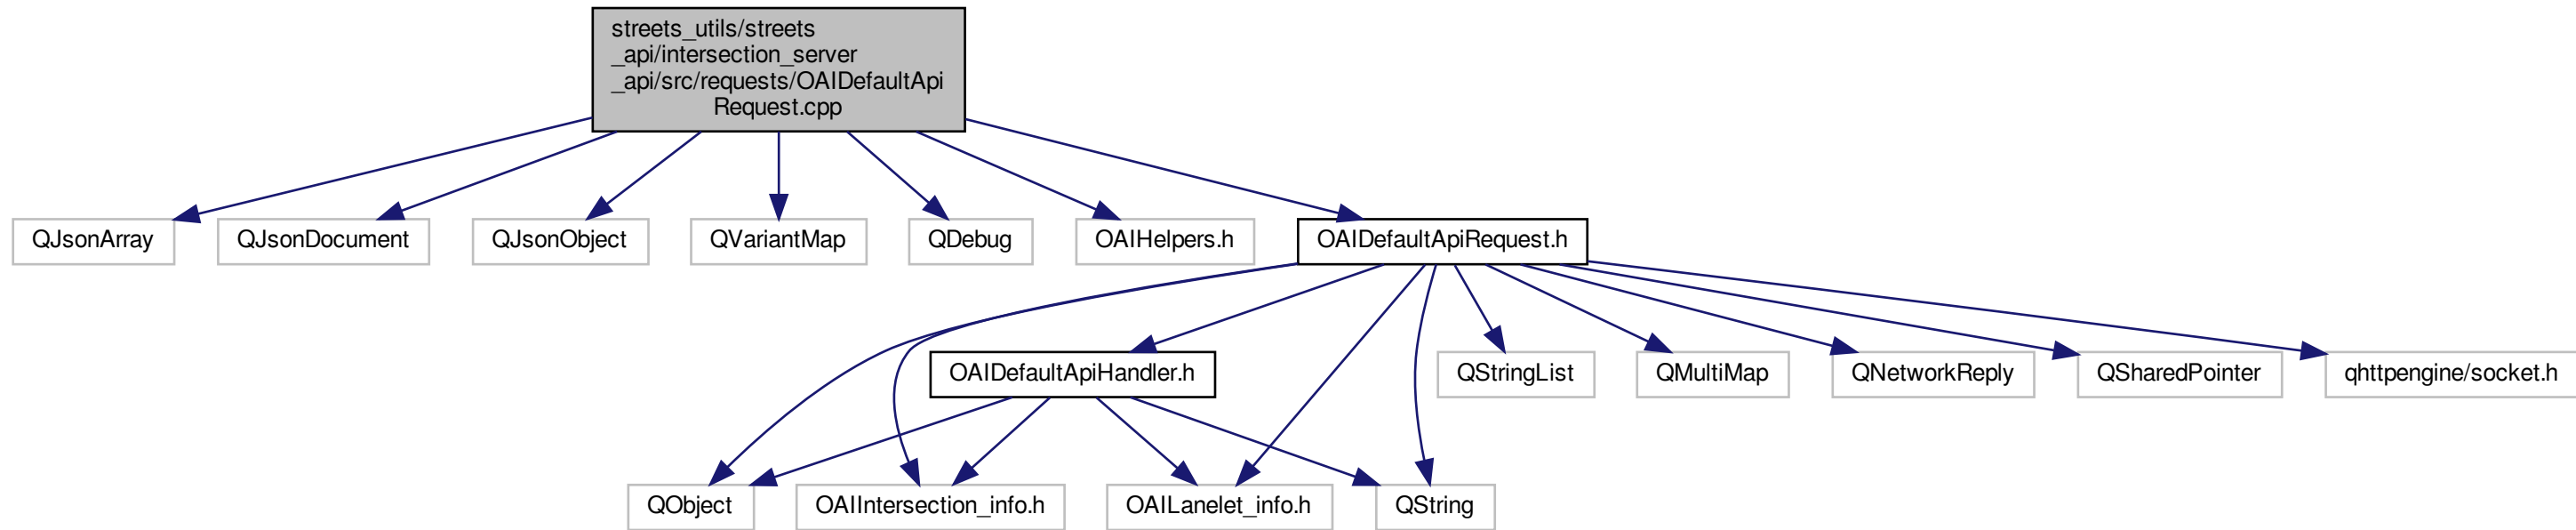 streets_utils/streets
_api/intersection_server
_api/src/requests/OAIDefaultApi
Request.cpp
QJsonArray
QJsonDocument
QJsonObject
QVariantMap
QDebug
OAIHelpers.h
OAIDefaultApiRequest.h
OAIDefaultApiHandler.h
QStringList
QMultiMap
QNetworkReply
QSharedPointer
qhttpengine/socket.h
QObject
OAIIntersection_info.h
OAILanelet_info.h
QString